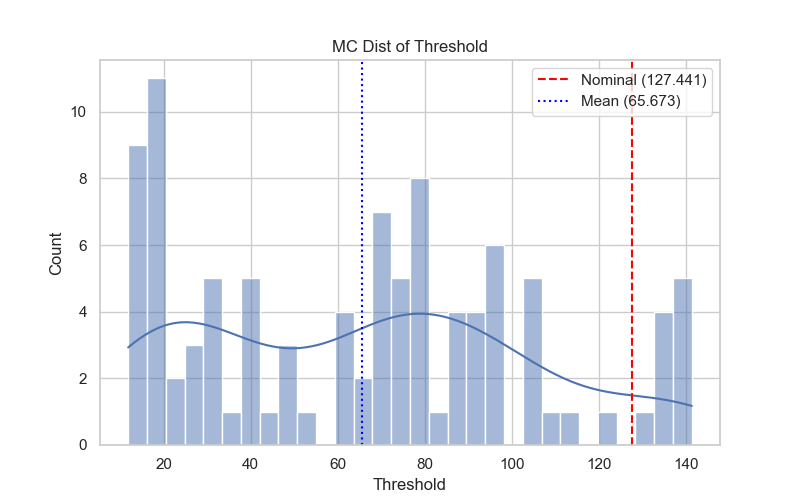 MC Dist of Threshold
Nominal (127.441)
Mean (65.673)
Count
10
8
6
4
2
0
20 40 60 80 100 120 140
Threshold